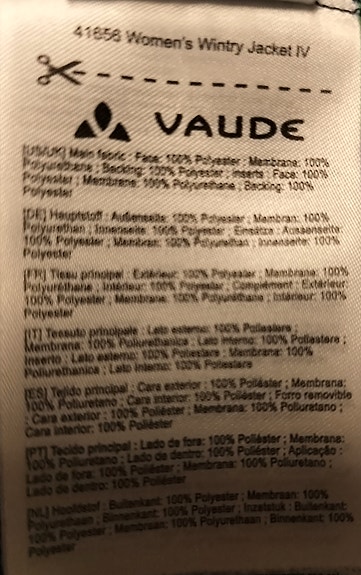 41656 Women's Wintry Jacket IV
VAUDE
[US/UK] Main fabric : Face: 100% Polyester ; Membrane: 100%
Polyurethane ; Backing: 100% Polyester ; Inserts : Face: 100%
Polyester ; Membrane: 100% Polyurethane ; Backing: 100%
Polyester
[DE] Hauptstoff : Außenseite: 100% Polyester ; Membran: 100%
Polyurethan ; Innenseite: 100% Polyester ; Einsätze : Aussenseite:
100% Polyester ; Membran: 100% Polyurethan ; Innenseite: 100%
Polyester
[FR] Tissu principal : Extérieur: 100% Polyester ; Membrane: 100%
Polyuréthane ; Intérieur: 100% Polyester ; Complément : Extérieur:
100% Polyester ; Membrane: 100% Polyuréthane ; Intérieur: 100%
Polyester
[IT] Tessuto principale : Lato esterno: 100% Poliestere ;
Membrana: 100% Poliurethanica ; Lato interno: 100% Poliestere ;
Inserto : Lato esterno: 100% Poliestere ; Membrana: 100%
Poliurethanica ; Lato interno: 100% Poliestere
[ES] Tejido principal : Cara exterior : 100% Poliéster ; Membrana:
100% Poliuretano ; Cara interior: 100% Poliéster ; Forro removible
: Cara exterior : 100% Poliéster ; Membrana: 100% Poliuretano ;
Cara interior: 100% Poliéster
[PT] Tecido principal : Lado de fora: 100% Poliéster ; Membrana:
100% Poliuretano ; Lado de dentro: 100% Poliéster ; Aplicação :
Lado de fora: 100% Poliéster ; Membrana: 100% Poliuretano ;
Lado de dentro: 100% Poliéster
[NL] Hoofdstof : Buitenkant: 100% Polyester ; Membraan: 100%
Polyurethaan ; Binnenkant: 100% Polyester ; Inzetstuk : Buitenkant:
100% Polyester ; Membraan: 100% Polyurethaan ; Binnenkant: 100%
Polyester